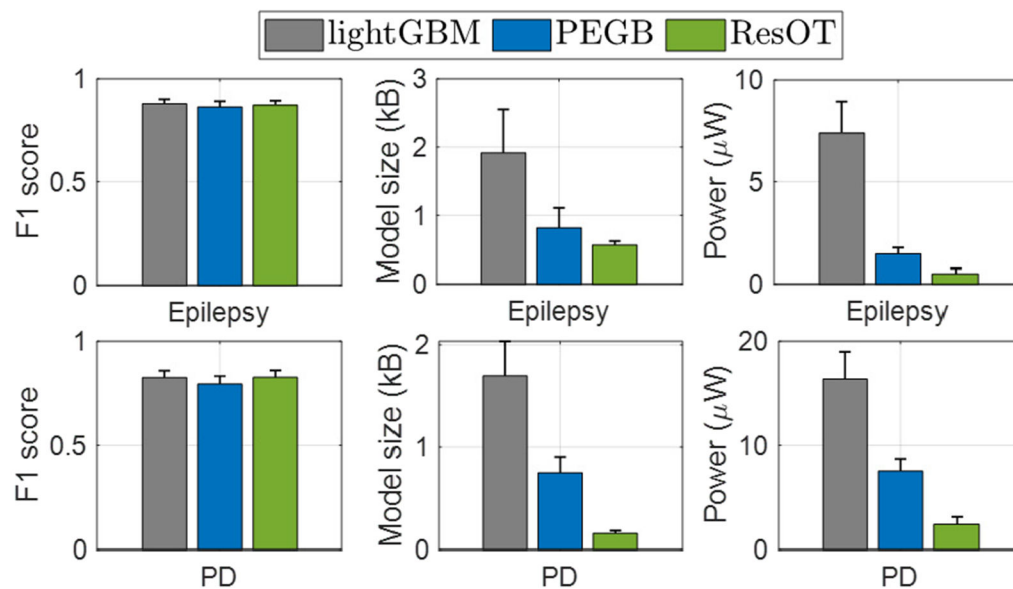 lightGBM PEGB ResOT
F1 score
1
0.5
0
Epilepsy
Model size (kB)
3
2
1
0
Epilepsy
Power (μW)
10
5
0
Epilepsy
F1 score
1
0.5
0
PD
Model size (kB)
2
1
0
PD
Power (μW)
20
10
0
PD